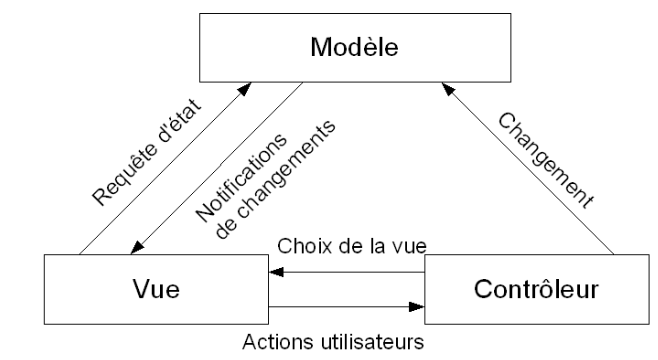 Modèle
Requête d'état
Notifications
de changements
Changement
Choix de la vue
Vue
Contrôleur
Actions utilisateurs